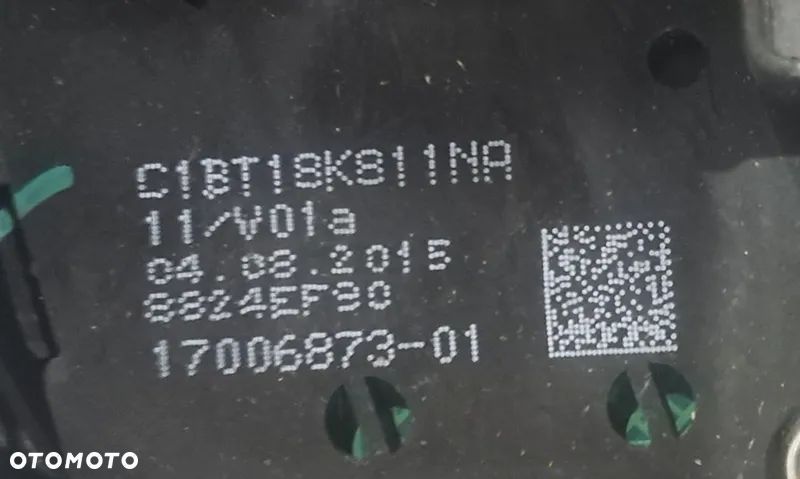 C1BT18K811NA
11/V01a
04.08.2015
8824EF90
17006873-01
OTOMOTO